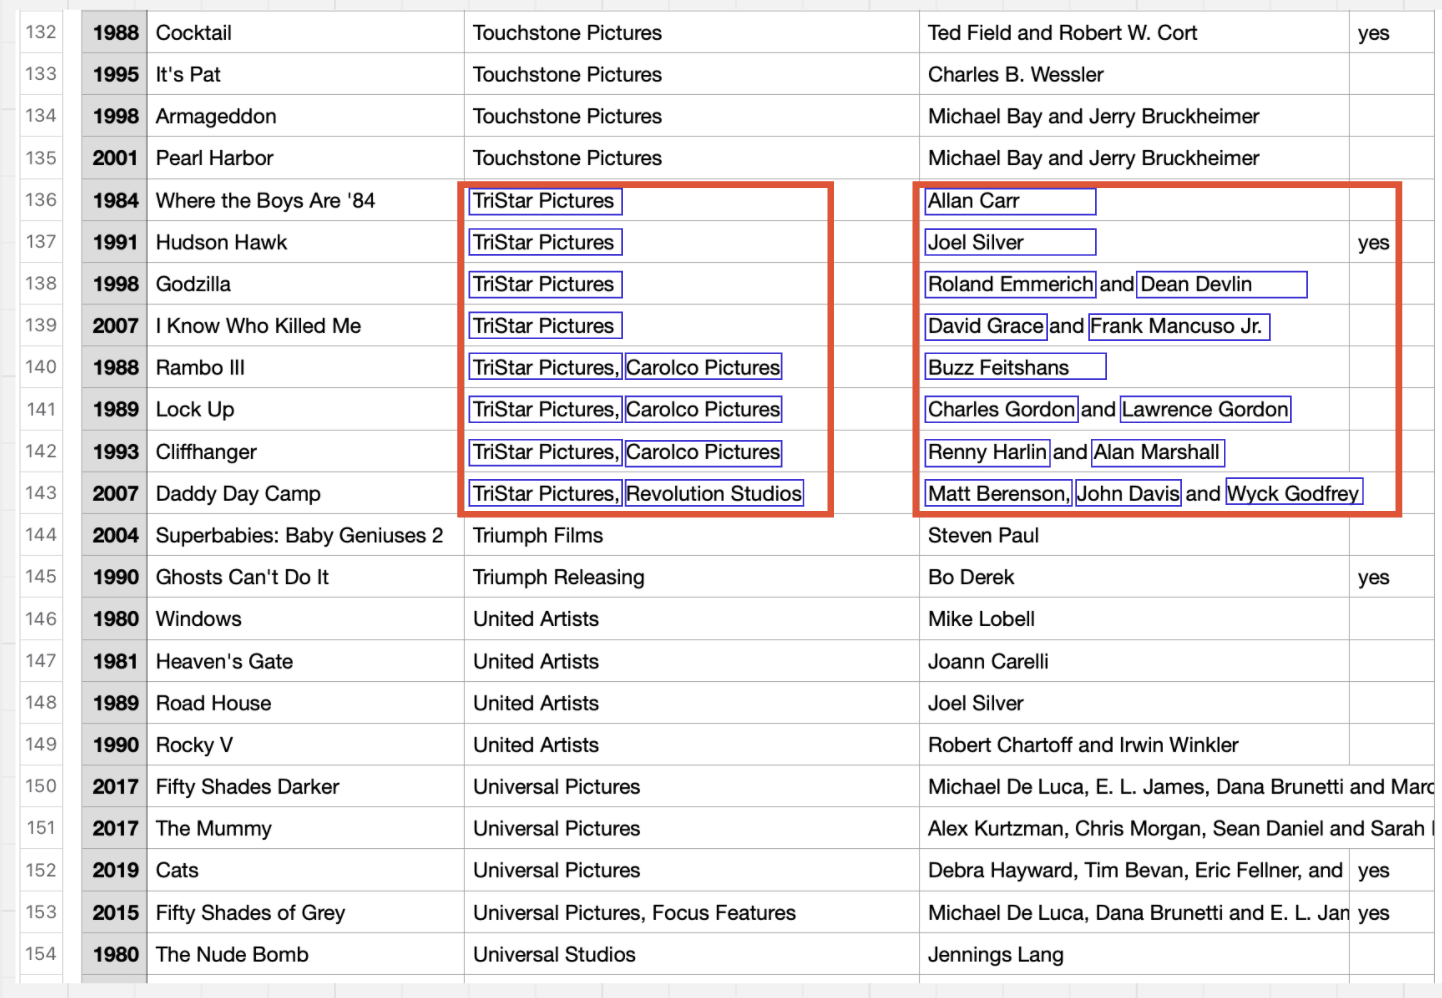 132 1988 Cocktail Touchstone Pictures Ted Field and Robert W. Cort yes
133 1995 It's Pat Touchstone Pictures Charles B. Wessler
134 1998 Armageddon Touchstone Pictures Michael Bay and Jerry Bruckheimer
135 2001 Pearl Harbor Touchstone Pictures Michael Bay and Jerry Bruckheimer
136 1984 Where the Boys Are '84 TriStar Pictures Allan Carr
137 1991 Hudson Hawk TriStar Pictures Joel Silver yes
138 1998 Godzilla TriStar Pictures Roland Emmerich and Dean Devlin
139 2007 I Know Who Killed Me TriStar Pictures David Grace and Frank Mancuso Jr.
140 1988 Rambo III TriStar Pictures, Carolco Pictures Buzz Feitshans
141 1989 Lock Up TriStar Pictures, Carolco Pictures Charles Gordon and Lawrence Gordon
142 1993 Cliffhanger TriStar Pictures, Carolco Pictures Renny Harlin and Alan Marshall
143 2007 Daddy Day Camp TriStar Pictures, Revolution Studios Matt Berenson, John Davis and Wyck Godfrey
144 2004 Superbabies: Baby Geniuses 2 Triumph Films Steven Paul
145 1990 Ghosts Can't Do It Triumph Releasing Bo Derek yes
146 1980 Windows United Artists Mike Lobell
147 1981 Heaven's Gate United Artists Joann Carelli
148 1989 Road House United Artists Joel Silver
149 1990 Rocky V United Artists Robert Chartoff and Irwin Winkler
150 2017 Fifty Shades Darker Universal Pictures Michael De Luca, E. L. James, Dana Brunetti and Marc
151 2017 The Mummy Universal Pictures Alex Kurtzman, Chris Morgan, Sean Daniel and Sarah
152 2019 Cats Universal Pictures Debra Hayward, Tim Bevan, Eric Fellner, and yes
153 2015 Fifty Shades of Grey Universal Pictures, Focus Features Michael De Luca, Dana Brunetti and E. L. Jam yes
154 1980 The Nude Bomb Universal Studios Jennings Lang